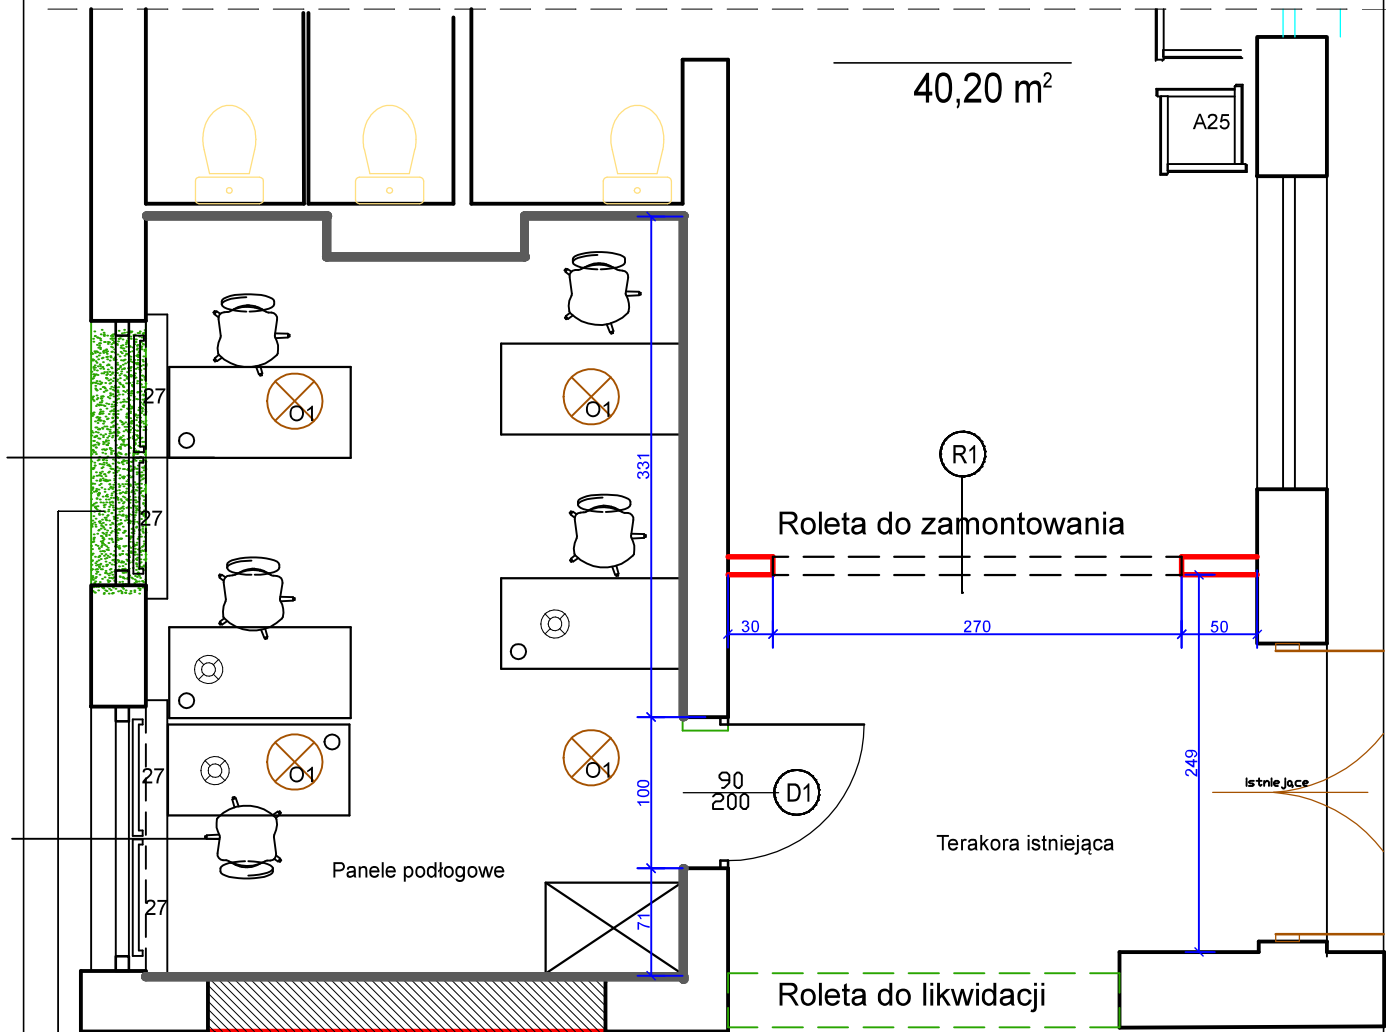 40,20 m²
A25
27
O1
O1
331
R1
27
Roleta do zamontowania
30
270
50
27
O1
O1
100
90
200
D1
249
Istniejące
Terakora istniejąca
Panele podłogowe
27
71
Roleta do likwidacji